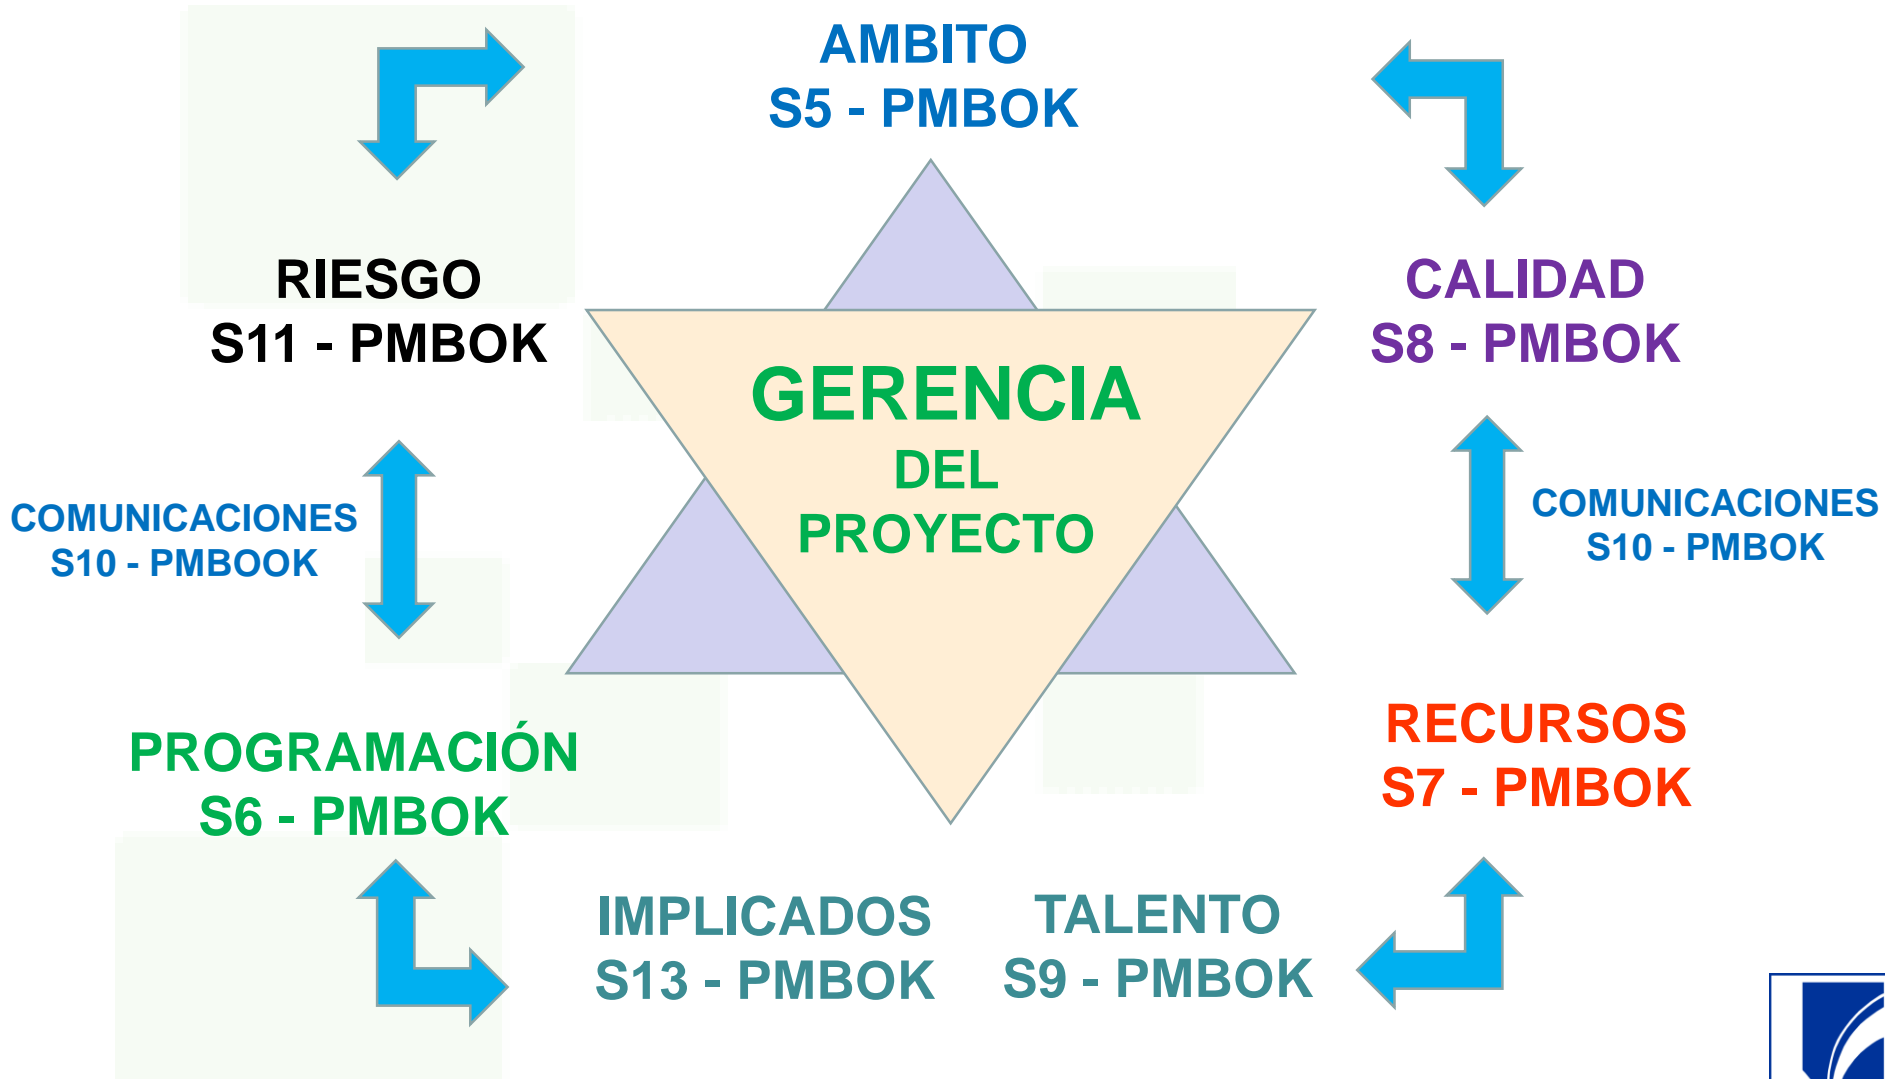 AMBITO
S5 - PMBOK
RIESGO
S11 - PMBOK
CALIDAD
S8 - PMBOK
GERENCIA
DEL
PROYECTO
COMUNICACIONES
S10 - PMBOOK
COMUNICACIONES
S10 - PMBOK
PROGRAMACIÓN
S6 - PMBOK
RECURSOS
S7 - PMBOK
IMPLICADOS
S13 - PMBOK
TALENTO
S9 - PMBOK